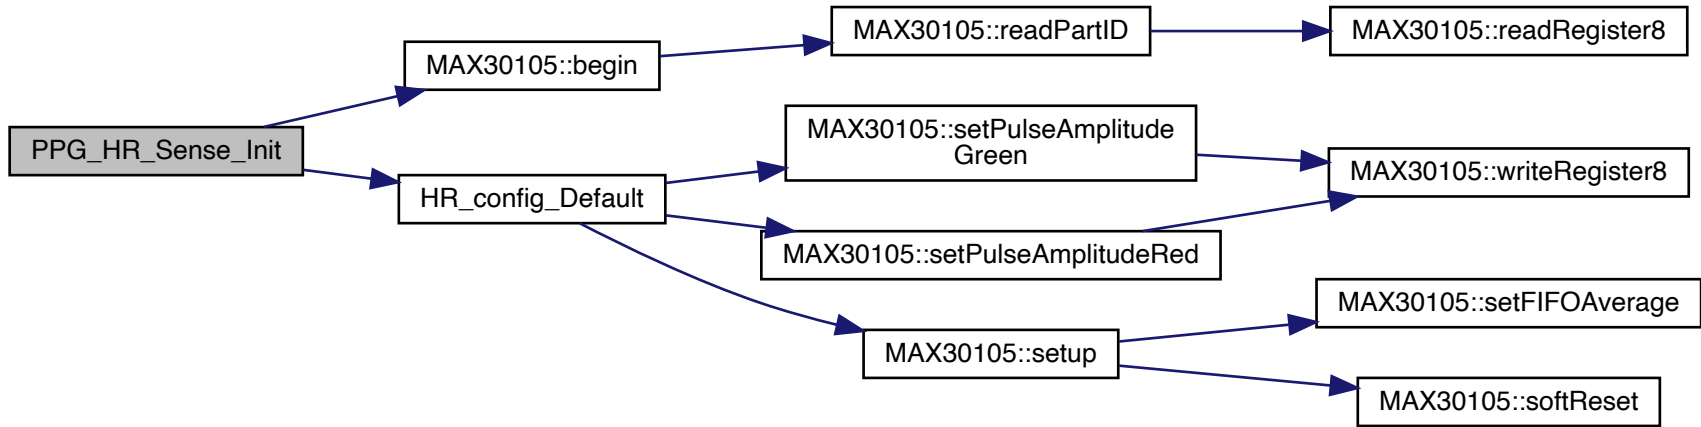 PPG_HR_Sense_Init
MAX30105::begin
MAX30105::readPartID
MAX30105::readRegister8
HR_config_Default
MAX30105::setPulseAmplitude
Green
MAX30105::writeRegister8
MAX30105::setPulseAmplitudeRed
MAX30105::setup
MAX30105::setFIFOAverage
MAX30105::softReset